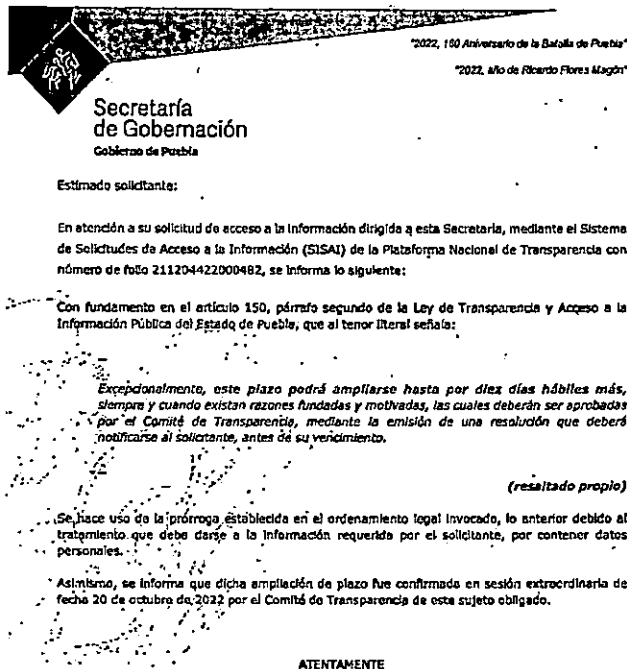 "2022, 160 Aniversario de la Batalla de Puebla"
"2022, año de Ricardo Flores Magón"
Secretaría
de Gobernación
Gobierno de Puebla
Estimado solicitante:
En atención a su solicitud de acceso a la información dirigida a esta Secretaría, mediante el Sistema
de Solicitudes de Acceso a la Información (SISAI) de la Plataforma Nacional de Transparencia con
número de folio 211204422000482, se informa lo siguiente:
Con fundamento en el artículo 150, párrafo segundo de la Ley de Transparencia y Acceso a la
Información Pública del Estado de Puebla, que al tenor literal señala:
Excepcionalmente, este plazo podrá ampliarse hasta por diez días hábiles más,
siempre y cuando existan razones fundadas y motivadas, las cuales deberán ser aprobadas
por el Comité de Transparencia, mediante la emisión de una resolución que deberá
notificarse al solicitante, antes de su vencimiento.
(resaltado propio)
Se hace uso de la prórroga establecida en el ordenamiento legal invocado, lo anterior debido al
tratamiento que debe darse a la información requerida por el solicitante, por contener datos
personales.
Asimismo, se informa que dicha ampliación de plazo fue confirmada en sesión extraordinaria de
fecha 20 de octubre de 2022 por el Comité de Transparencia de este sujeto obligado.
ATENTAMENTE